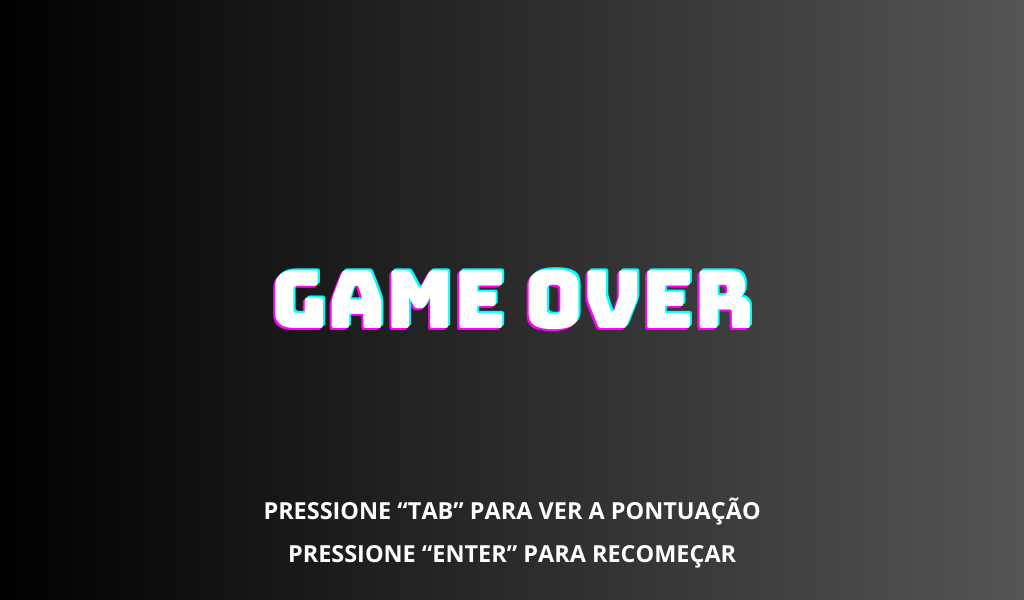 GAME OVER
PRESSIONE “TAB” PARA VER A PONTUAÇÃO
PRESSIONE “ENTER” PARA RECOMEÇAR